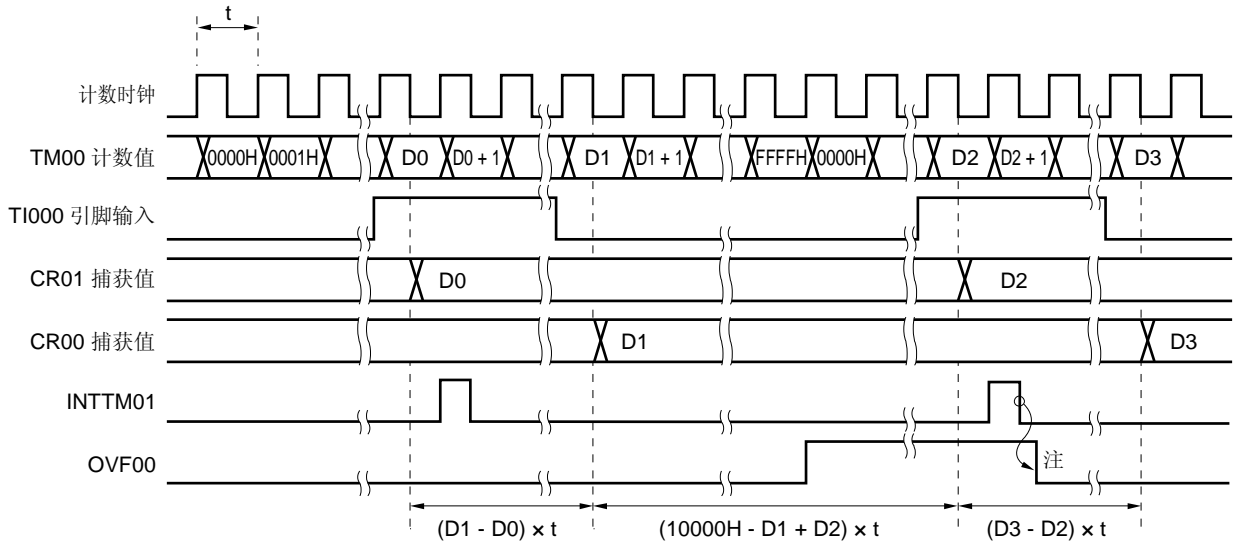 t
计数时钟
TM00 计数值
0000H 0001H D0 D0 + 1 D1 D1 + 1 FFFFH 0000H D2 D2 + 1 D3
TI000 引脚输入
CR01 捕获值
D0 D2
CR00 捕获值
D1 D3
INTTM01
OVF00
注
(D1 - D0) × t (10000H - D1 + D2) × t (D3 - D2) × t